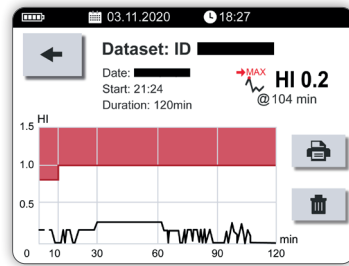 03.11.2020 18:27
Dataset: ID
Date:
Start: 21:24
Duration: 120min
MAX
HI 0.2
@104 min
HI
1.5
1.0
0.5
min
0 10 30 60 90 120